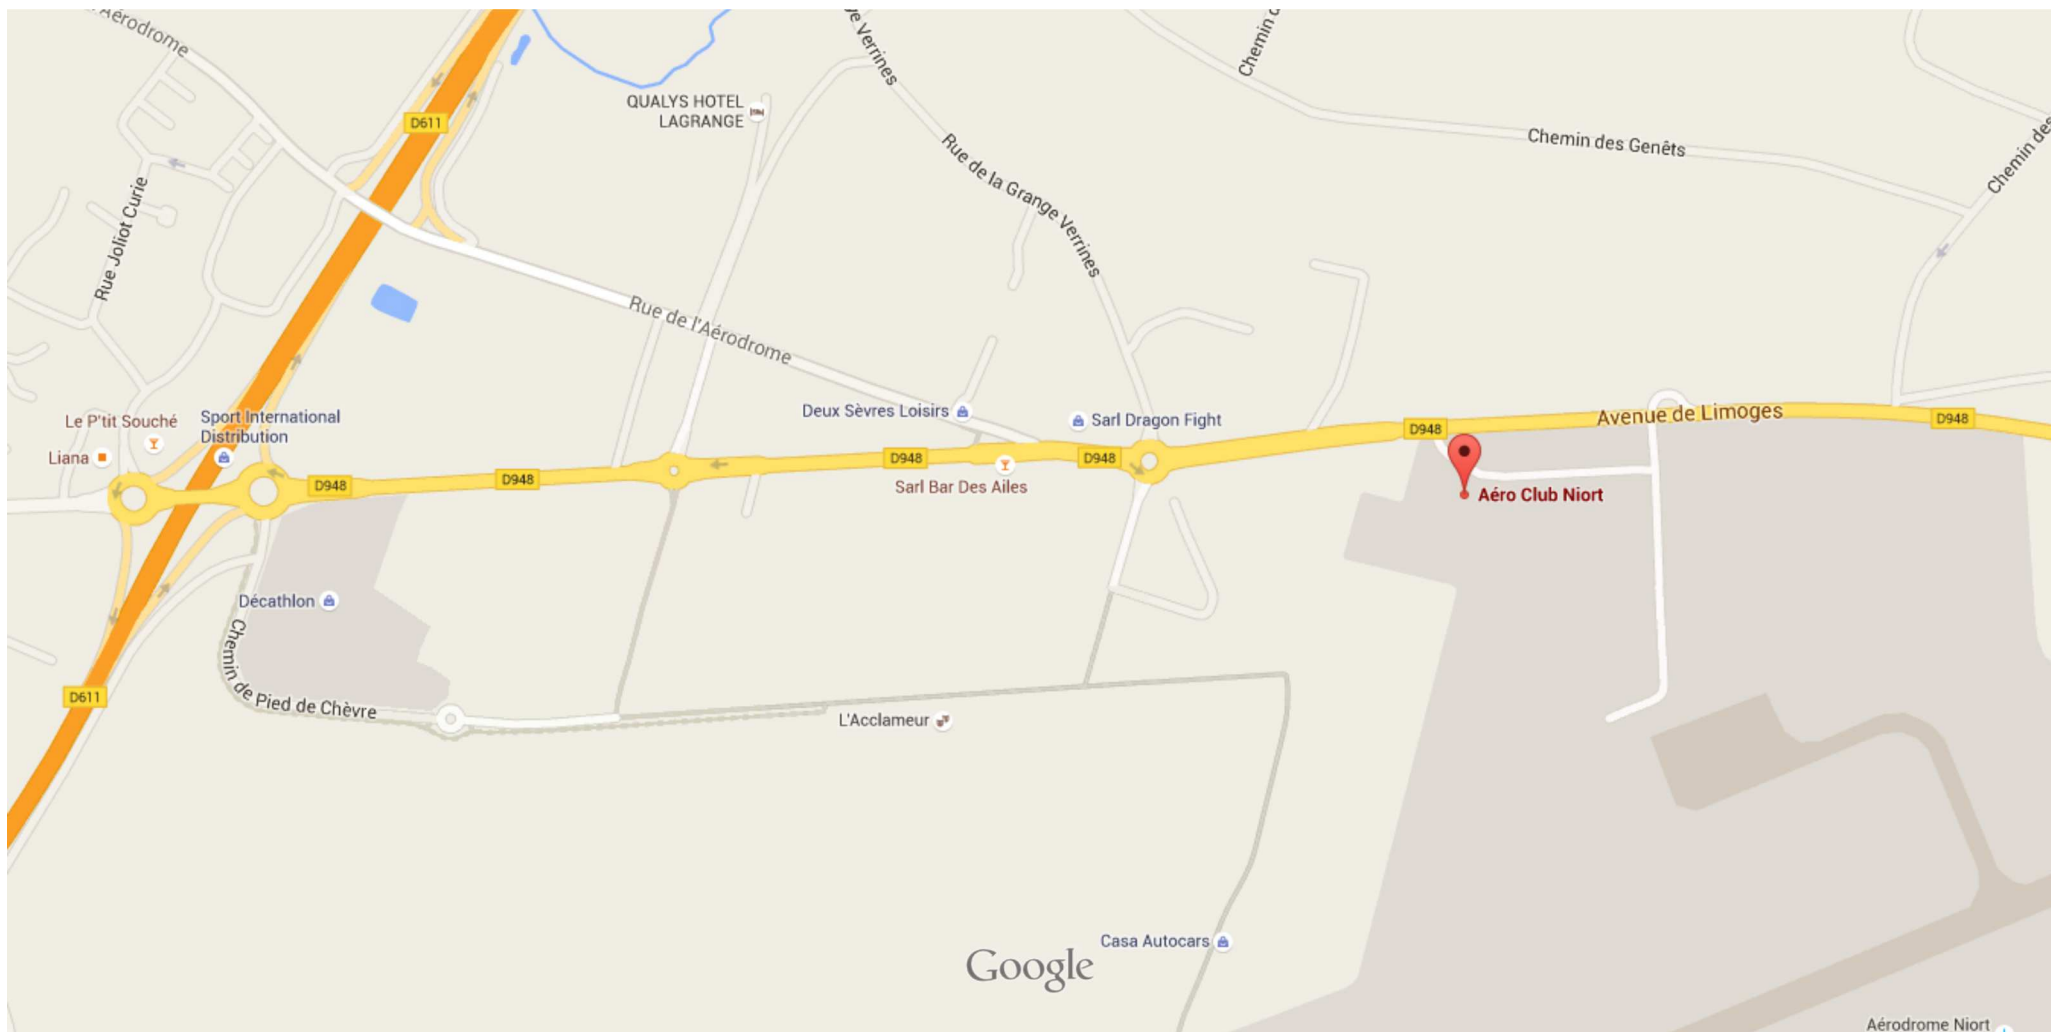 l'Aérodrome
ge Verrines
Chemin d
QUALYS HOTEL
LAGRANGE
D611
Chemin des Genêts
Chemin des
Rue de la Grange Verrines
Rue Joliot Curie
Rue de l'Aérodrome
Le P'tit Souché
Sport International
Distribution
Liana
Deux Sèvres Loisirs
Sarl Dragon Fight
D948
Avenue de Limoges
D948
D948
D948
D948
D948
Sarl Bar Des Ailes
Aéro Club Niort
Décathlon
Chemin de Pied de Chèvre
D611
L'Acclameur
Casa Autocars
Google
Aérodrome Niort